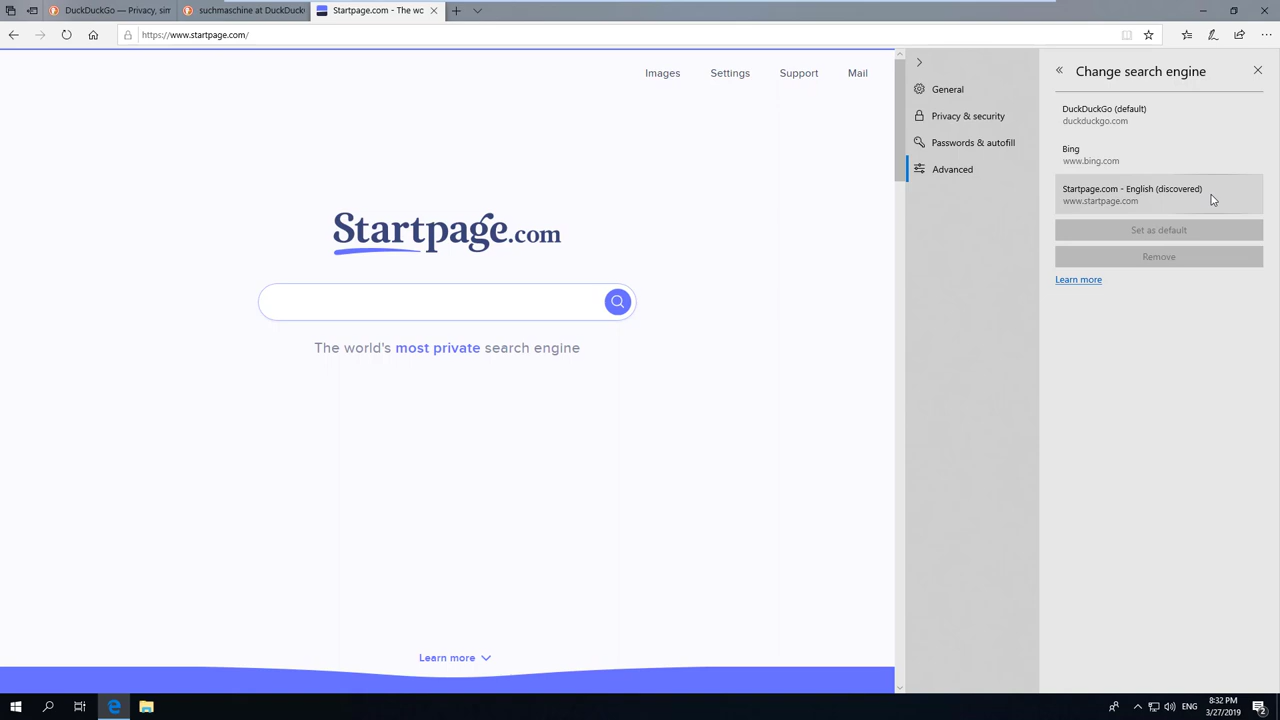 DuckDuckGo — Privacy, sim
suchmaschine at DuckDuck
Startpage.com - The wo
https://www.startpage.com/
Images
Settings
Support
Mail
Startpage.com
The world's most private search engine
Learn more
General
Privacy & security
Passwords & autofill
Advanced
Change search engine
DuckDuckGo (default)
duckduckgo.com
Bing
www.bing.com
Startpage.com - English (discovered)
www.startpage.com
Set as default
Remove
Learn more
ENG
8:32 PM
3/27/2019
2